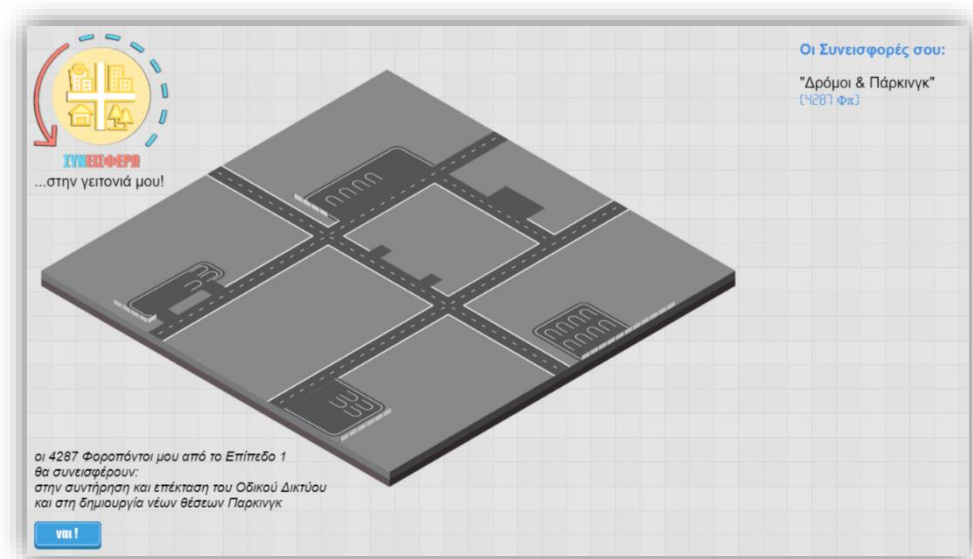 ΣΥΝΕΙΣΦΕΡΩ
...στην γειτονιά μου!
Οι Συνεισφορές σου:
"Δρόμοι & Πάρκινγκ"
(4287 Φπ)
οι 4287 Φοροπόντοι μου από το Επίπεδο 1
θα συνεισφέρουν:
στην συντήρηση και επέκταση του Οδικού Δικτύου
και στη δημιουργία νέων θέσεων Παρκινγκ
ναι!